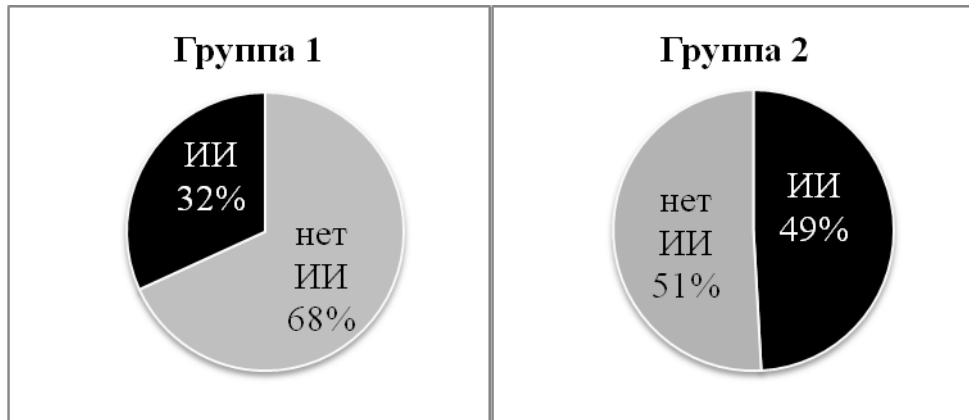 Группа 1
ИИ
32%
нет
ИИ
68%
Группа 2
нет
ИИ
51%
ИИ
49%